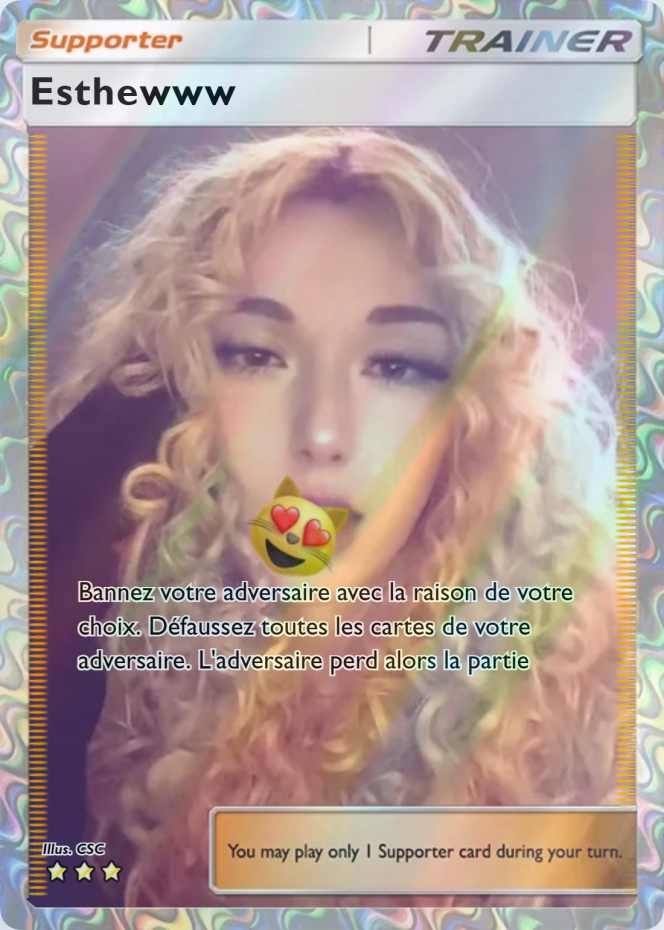 Supporter
TRAINER
Esthewww
Bannez votre adversaire avec la raison de votre
choix. Défaussez toutes les cartes de votre
adversaire. L'adversaire perd alors la partie
Illus. CSC
You may play only 1 Supporter card during your turn.